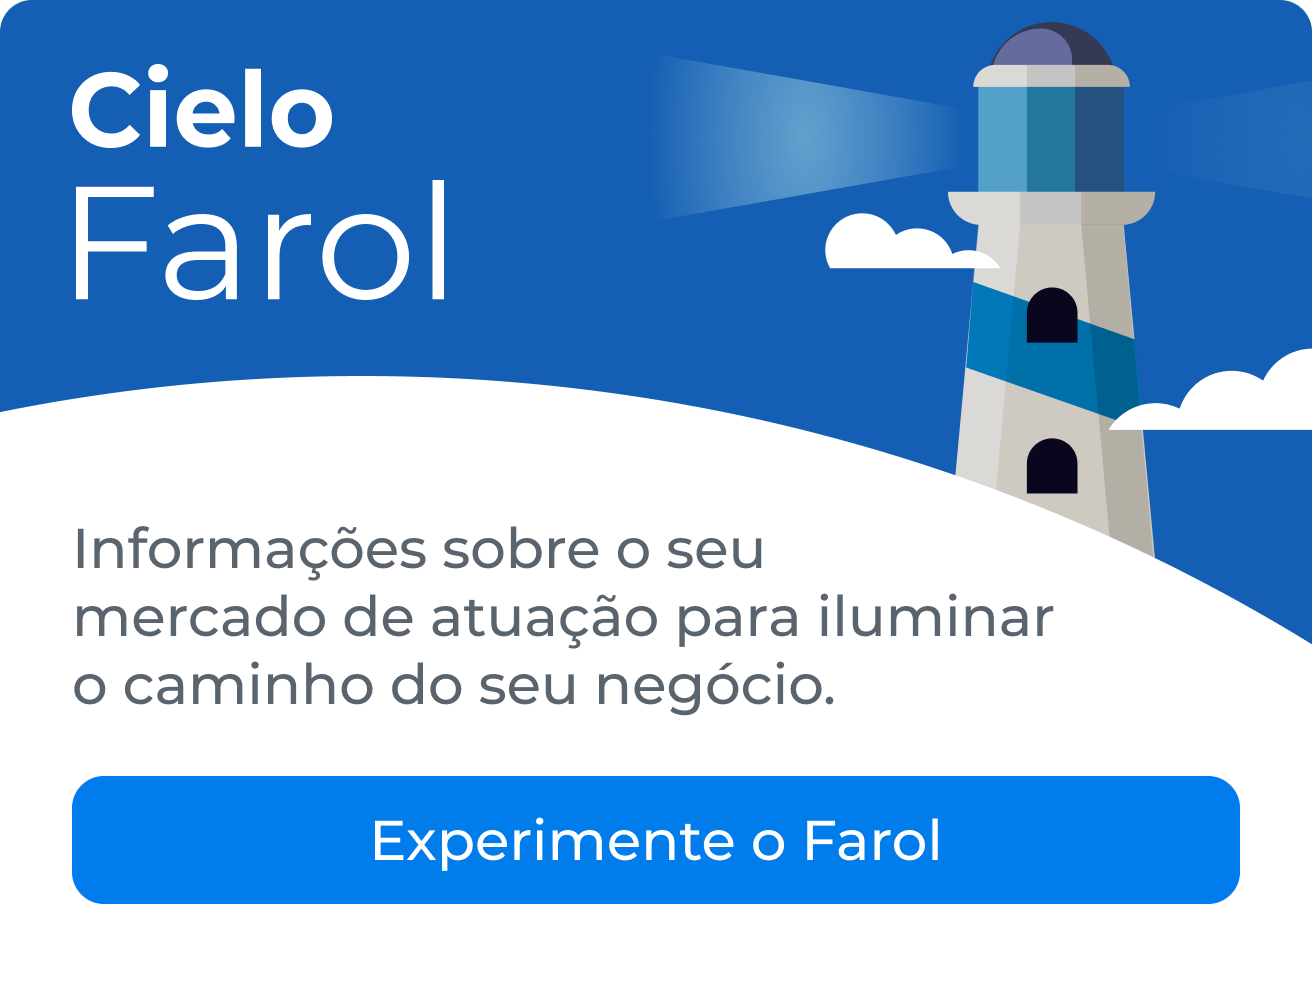 Cielo
Farol
Informações sobre o seu
mercado de atuação para iluminar
o caminho do seu negócio.
Experimente o Farol